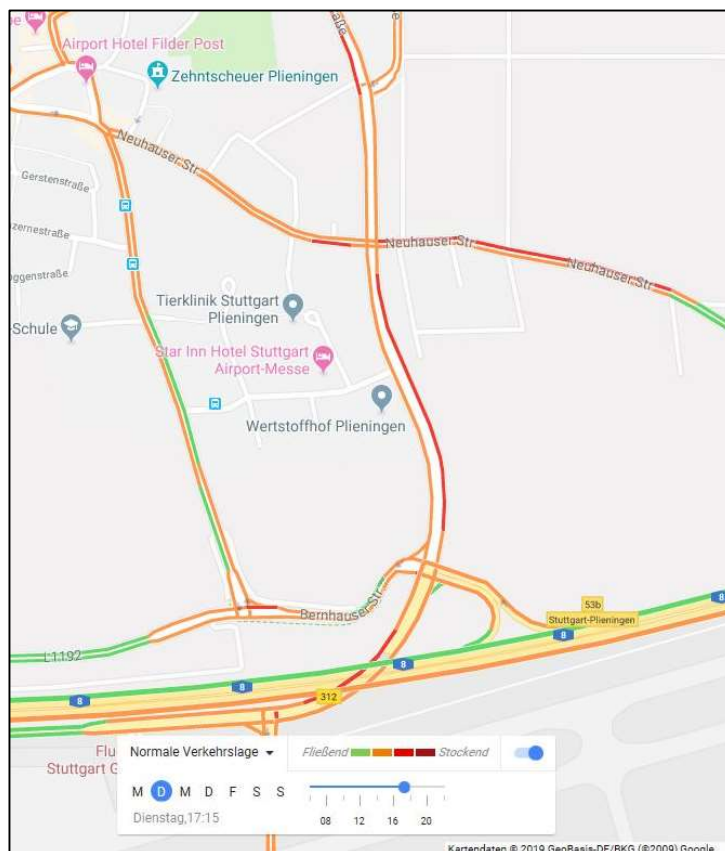 Airport Hotel Filder Post
Zehntscheuer Plieningen
Neuhauser Str.
Gerstenstraße
Neuhauser Str.
Neuhauser Str.
Tierklinik Stuttgart
Plieningen
-Schule
Star Inn Hotel Stuttgart
Airport-Messe
Wertstoffhof Plieningen
53b
Stuttgart-Plieningen
Bernhauser Str.
L1192
8
8
8
8
8
312
Flu
Stuttgart G
Normale Verkehrslage
Fließend
Stockend
M D M D F S S
08 12 16 20
Dienstag,17:15
Kartendaten © 2019 GeoBasis-DE/BKG (©2009) Google